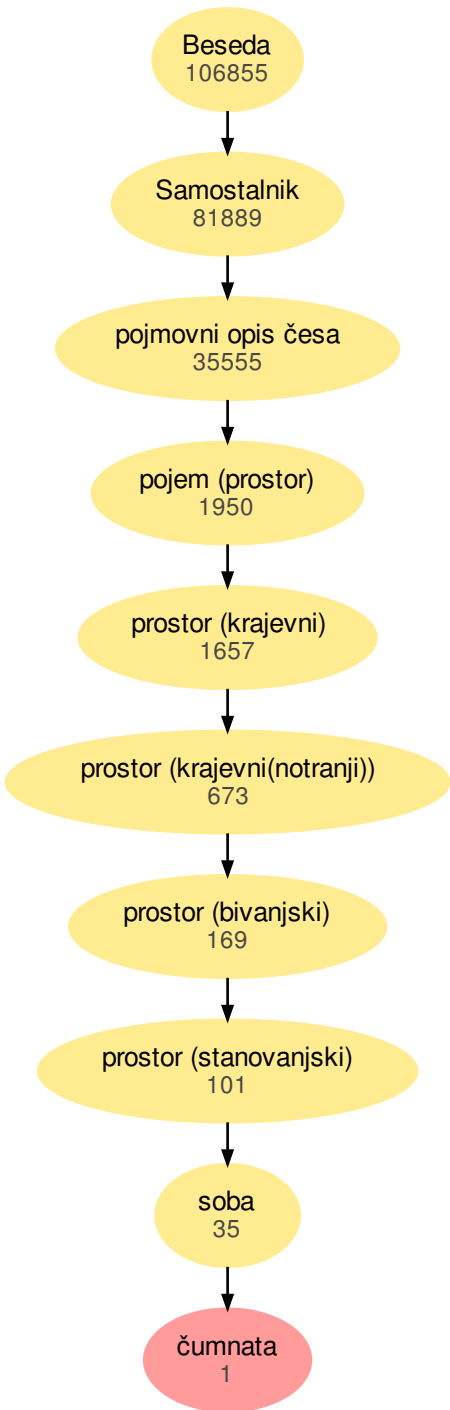 Beseda
106855
Samostalnik
81889
pojmovni opis česa
35555
pojem (prostor)
1950
prostor (krajevni)
1657
prostor (krajevni(notranji))
673
prostor (bivanjski)
169
prostor (stanovanjski)
101
soba
35
čumnata
1